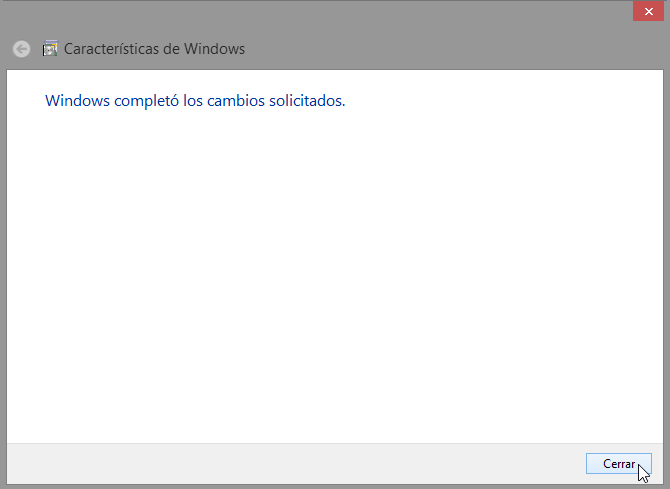 Características de Windows
Windows completó los cambios solicitados.
Cerrar